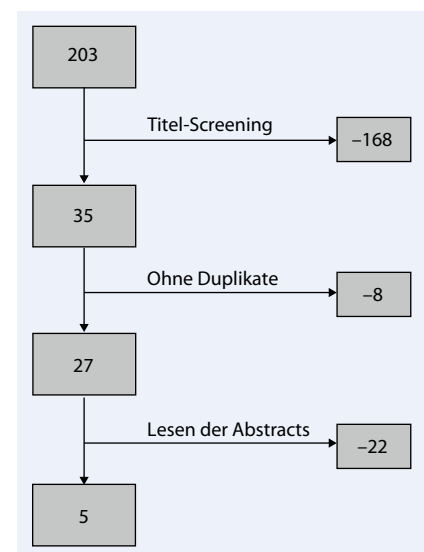 203
Titel-Screening
–168
35
Ohne Duplikate
–8
27
Lesen der Abstracts
–22
5